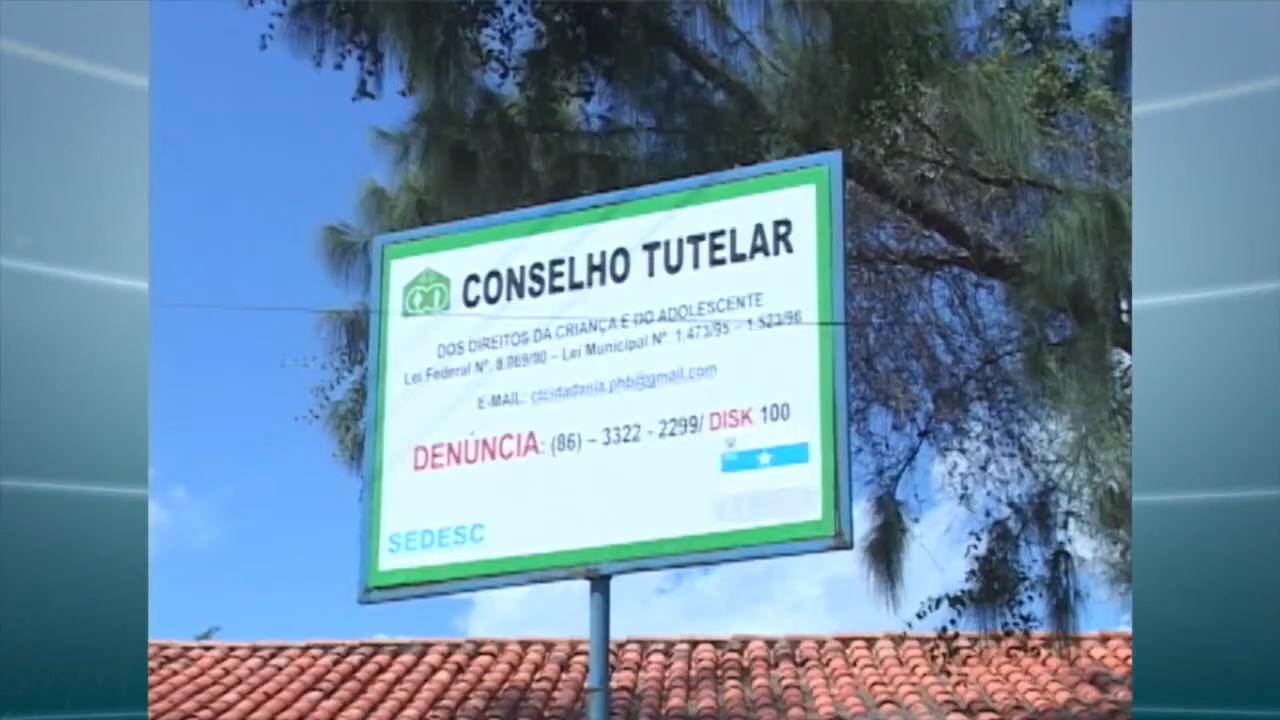 CONSELHO TUTELAR
DOS DIREITOS DA CRIANÇA E DO ADOLESCENTE
Lei Federal Nº. 8.069/90 – Lei Municipal Nº. 1.473/95 – 1.523/96
E-MAIL: ctcidadania.phb@gmail.com
DENÚNCIA: (86) – 3322 - 2299/ DISK 100
SEDESC